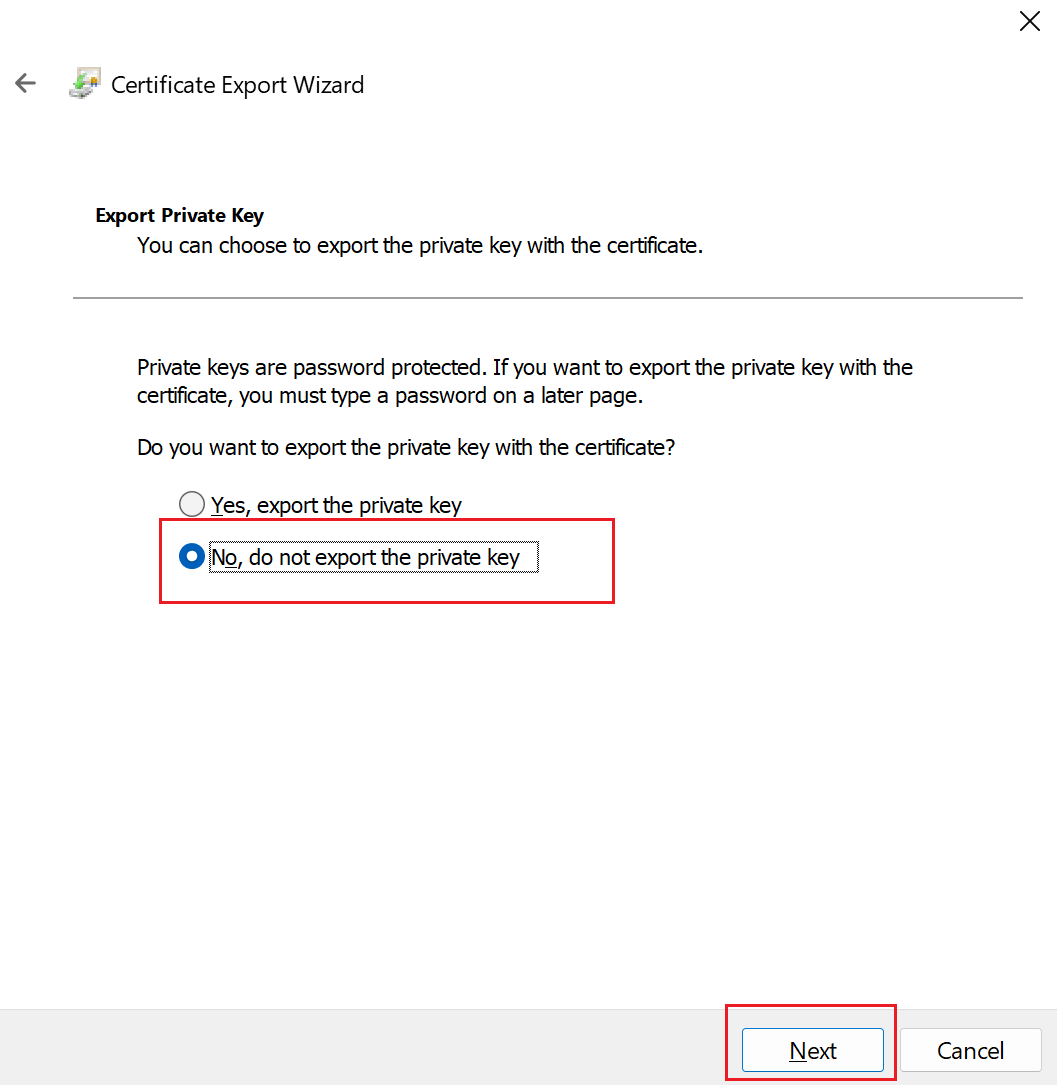 Certificate Export Wizard
Export Private Key
You can choose to export the private key with the certificate.
Private keys are password protected. If you want to export the private key with the
certificate, you must type a password on a later page.
Do you want to export the private key with the certificate?
Yes, export the private key
No, do not export the private key
Next
Cancel